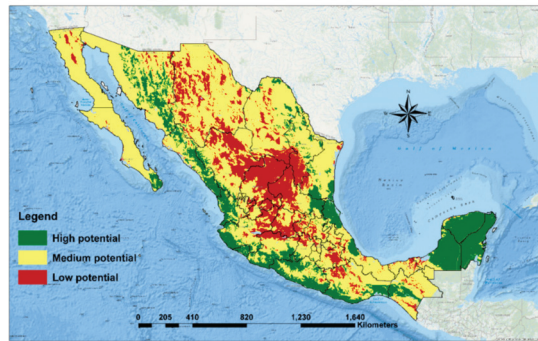 Gulf of Mexico
Legend
High potential
Medium potential
Low potential
0 205 410 820 1,230 1,640
Kilometers